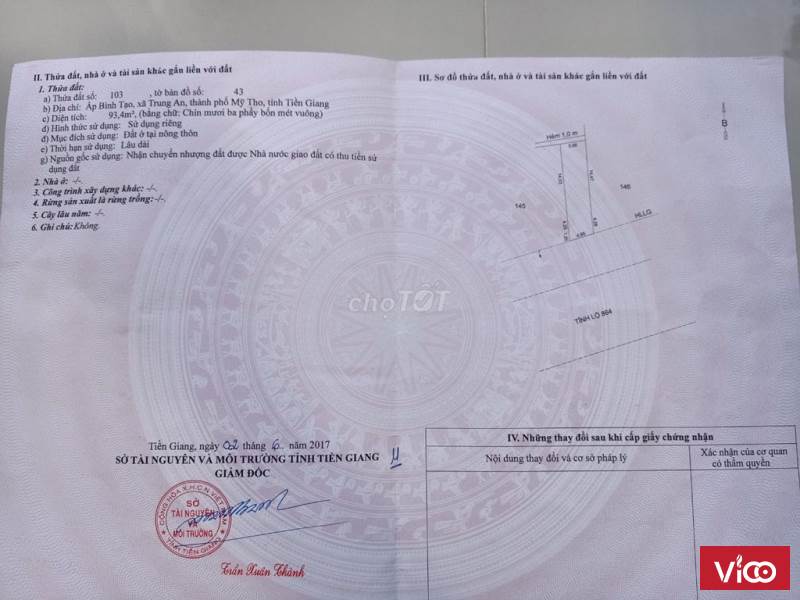 II. Thửa đất, nhà ở và tài sản khác gắn liền với đất
1. Thửa đất:
a) Thửa đất số: 103 , tờ bản đồ số: 43
b) Địa chỉ: Ấp Bình Tạo, xã Trung An, thành phố Mỹ Tho, tỉnh Tiền Giang
c) Diện tích: 93,4m², (bằng chữ: Chín mươi ba phẩy bốn mét vuông)
d) Hình thức sử dụng: Sử dụng riêng
đ) Mục đích sử dụng: Đất ở tại nông thôn
e) Thời hạn sử dụng: Lâu dài
g) Nguồn gốc sử dụng: Nhận chuyển nhượng đất được Nhà nước giao đất có thu tiền sử
dụng đất
2. Nhà ở: -/-
3. Công trình xây dựng khác: -/-
4. Rừng sản xuất là rừng trồng: -/-.
5. Cây lâu năm: -/-
6. Ghi chú: Không.
Tiền Giang, ngày 02 tháng 6 năm 2017
SỞ TÀI NGUYÊN VÀ MÔI TRƯỜNG TỈNH TIỀN GIANG
GIÁM ĐỐC
CỘNG HÒA X.H.C.N VIỆT NAM
SỞ
TÀI NGUYÊN
VÀ
MÔI TRƯỜNG
TỈNH TIỀN GIANG
Trần Xuân Thành
III. Sơ đồ thửa đất, nhà ở và tài sản khác gắn liền với đất
B
Hẻm 1,0 m
145
146
HLLG
TỈNH LỘ 864
IV. Những thay đổi sau khi cấp giấy chứng nhận
Nội dung thay đổi và cơ sở pháp lý
Xác nhận của cơ quan
có thẩm quyền
chợTỐT
ViCO